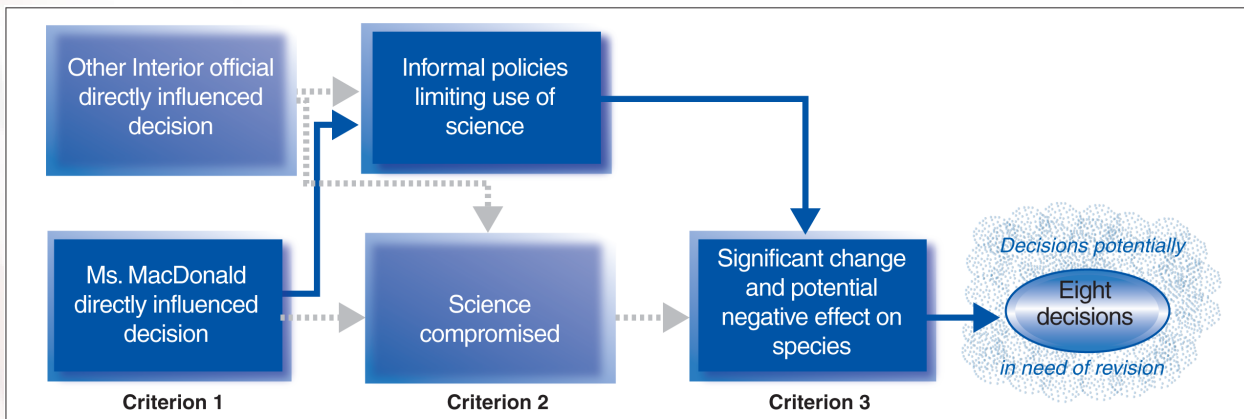 Other Interior official
directly influenced
decision
Informal policies
limiting use of
science
Ms. MacDonald
directly influenced
decision
Science
compromised
Significant change
and potential
negative effect on
species
Decisions potentially
Eight
decisions
in need of revision
Criterion 1
Criterion 2
Criterion 3